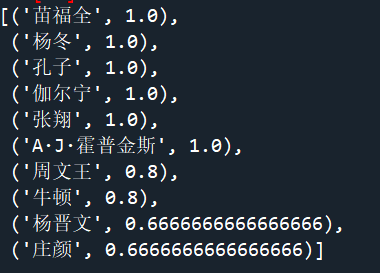 [('苗福全', 1.0),
('杨冬', 1.0),
('孔子', 1.0),
('伽尔宁', 1.0),
('张翔', 1.0),
('A·J·霍普金斯', 1.0),
('周文王', 0.8),
('牛顿', 0.8),
('杨晋文', 0.6666666666666666),
('庄颜', 0.6666666666666666)]